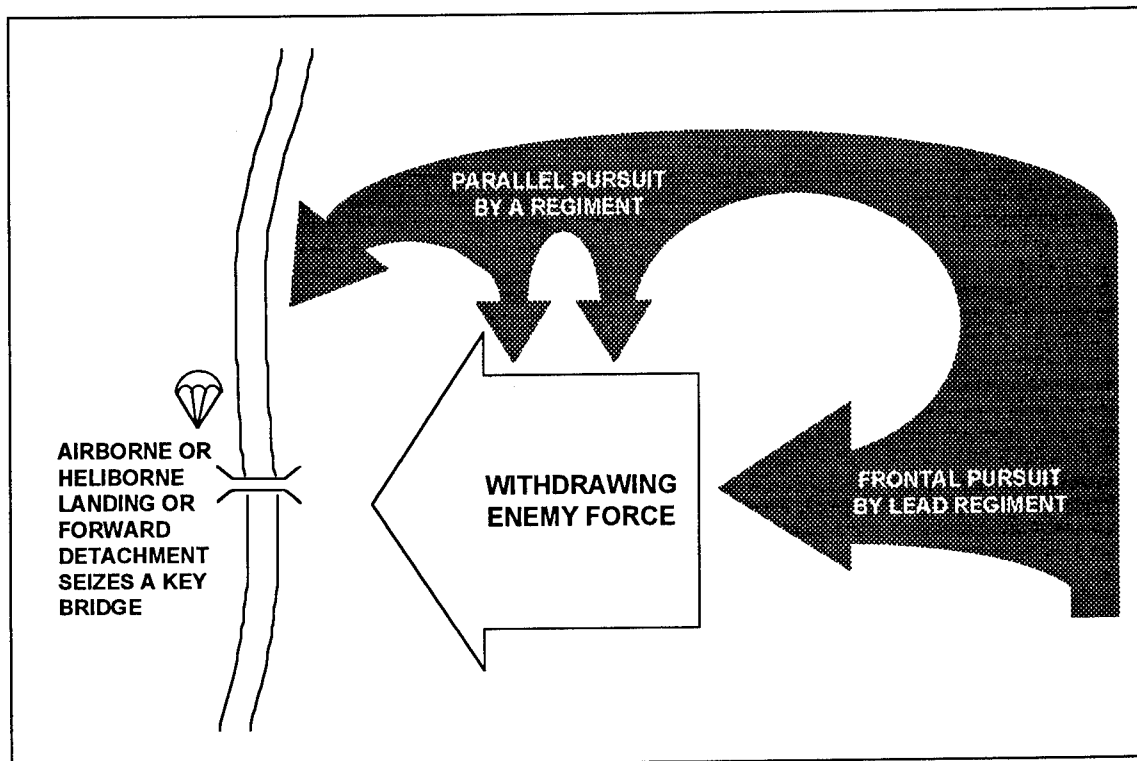 PARALLEL PURSUIT
BY A REGIMENT
AIRBORNE OR
HELIBORNE
LANDING OR
FORWARD
DETACHMENT
SEIZES A KEY
BRIDGE
WITHDRAWING
ENEMY FORCE
FRONTAL PURSUIT
BY LEAD REGIMENT